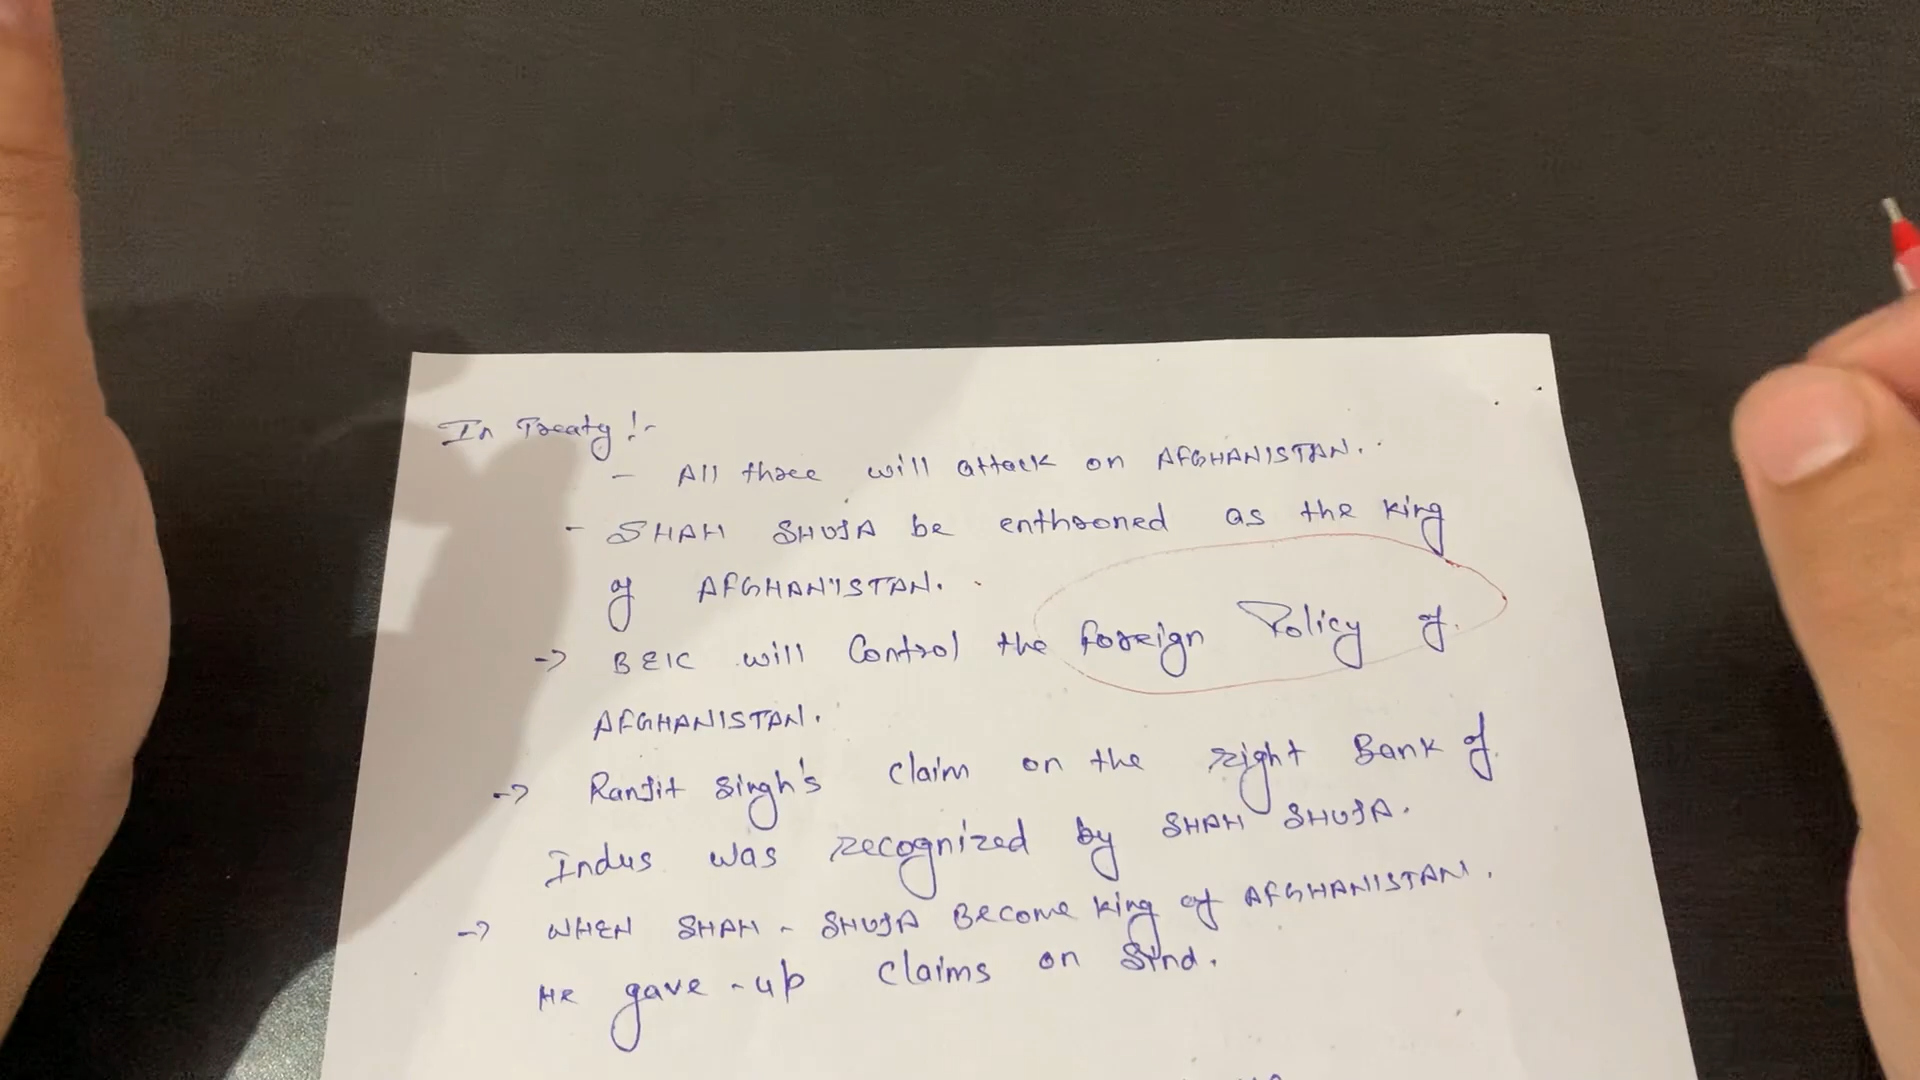 In Treaty :-
- All three will attack on AFGHANISTAN.
- SHAH SHUJA be enthroned as the King
of AFGHANISTAN.
-> BEIC will Control the foreign Policy of
AFGHANISTAN.
-> Ranjit Singh's claim on the right Bank of
Indus was recognized by SHAH SHUJA.
-> WHEN SHAH - SHUJA Become King of AFGHANISTAN.
He gave-up claims on Sind.